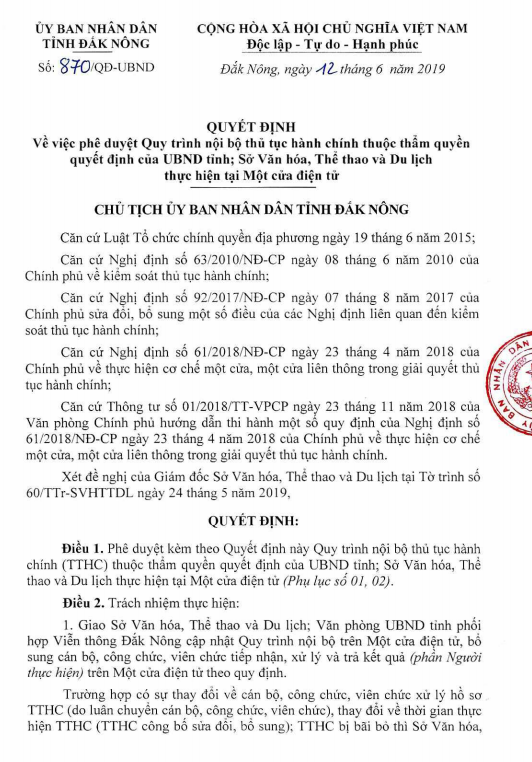 ỦY BAN NHÂN DÂN
TỈNH ĐẮK NÔNG
Số: 870/QĐ-UBND
CỘNG HÒA XÃ HỘI CHỦ NGHĨA VIỆT NAM
Độc lập - Tự do - Hạnh phúc
Đắk Nông, ngày 12 tháng 6 năm 2019
QUYẾT ĐỊNH
Về việc phê duyệt Quy trình nội bộ thủ tục hành chính thuộc thẩm quyền
quyết định của UBND tỉnh; Sở Văn hóa, Thể thao và Du lịch
thực hiện tại Một cửa điện tử
CHỦ TỊCH ỦY BAN NHÂN DÂN TỈNH ĐẮK NÔNG
Căn cứ Luật Tổ chức chính quyền địa phương ngày 19 tháng 6 năm 2015;
Căn cứ Nghị định số 63/2010/NĐ-CP ngày 08 tháng 6 năm 2010 của
Chính phủ về kiểm soát thủ tục hành chính;
Căn cứ Nghị định số 92/2017/NĐ-CP ngày 07 tháng 8 năm 2017 của
Chính phủ sửa đổi, bổ sung một số điều của các Nghị định liên quan đến kiểm
soát thủ tục hành chính;
Căn cứ Nghị định số 61/2018/NĐ-CP ngày 23 tháng 4 năm 2018 của
Chính phủ về thực hiện cơ chế một cửa, một cửa liên thông trong giải quyết thủ
tục hành chính;
Căn cứ Thông tư số 01/2018/TT-VPCP ngày 23 tháng 11 năm 2018 của
Văn phòng Chính phủ hướng dẫn thi hành một số quy định của Nghị định số
61/2018/NĐ-CP ngày 23 tháng 4 năm 2018 của Chính phủ về thực hiện cơ chế
một cửa, một cửa liên thông trong giải quyết thủ tục hành chính.
Xét đề nghị của Giám đốc Sở Văn hóa, Thể thao và Du lịch tại Tờ trình số
60/TTr-SVHTTDL ngày 24 tháng 5 năm 2019,
QUYẾT ĐỊNH:
Điều 1. Phê duyệt kèm theo Quyết định này Quy trình nội bộ thủ tục hành
chính (TTHC) thuộc thẩm quyền quyết định của UBND tỉnh; Sở Văn hóa, Thể
thao và Du lịch thực hiện tại Một cửa điện tử (Phụ lục số 01, 02).
Điều 2. Trách nhiệm thực hiện:
1. Giao Sở Văn hóa, Thể thao và Du lịch; Văn phòng UBND tỉnh phối
hợp Viễn thông Đắk Nông cập nhật Quy trình nội bộ trên Một cửa điện tử, bổ
sung cán bộ, công chức, viên chức tiếp nhận, xử lý và trả kết quả (phần Người
thực hiện) trên Một cửa điện tử theo quy định.
Trường hợp có sự thay đổi về cán bộ, công chức, viên chức xử lý hồ sơ
TTHC (do luân chuyển cán bộ, công chức, viên chức), thay đổi về thời gian thực
hiện TTHC (TTHC công bố sửa đổi, bổ sung); TTHC bị bãi bỏ thì Sở Văn hóa,
BAN NHÂN DÂN